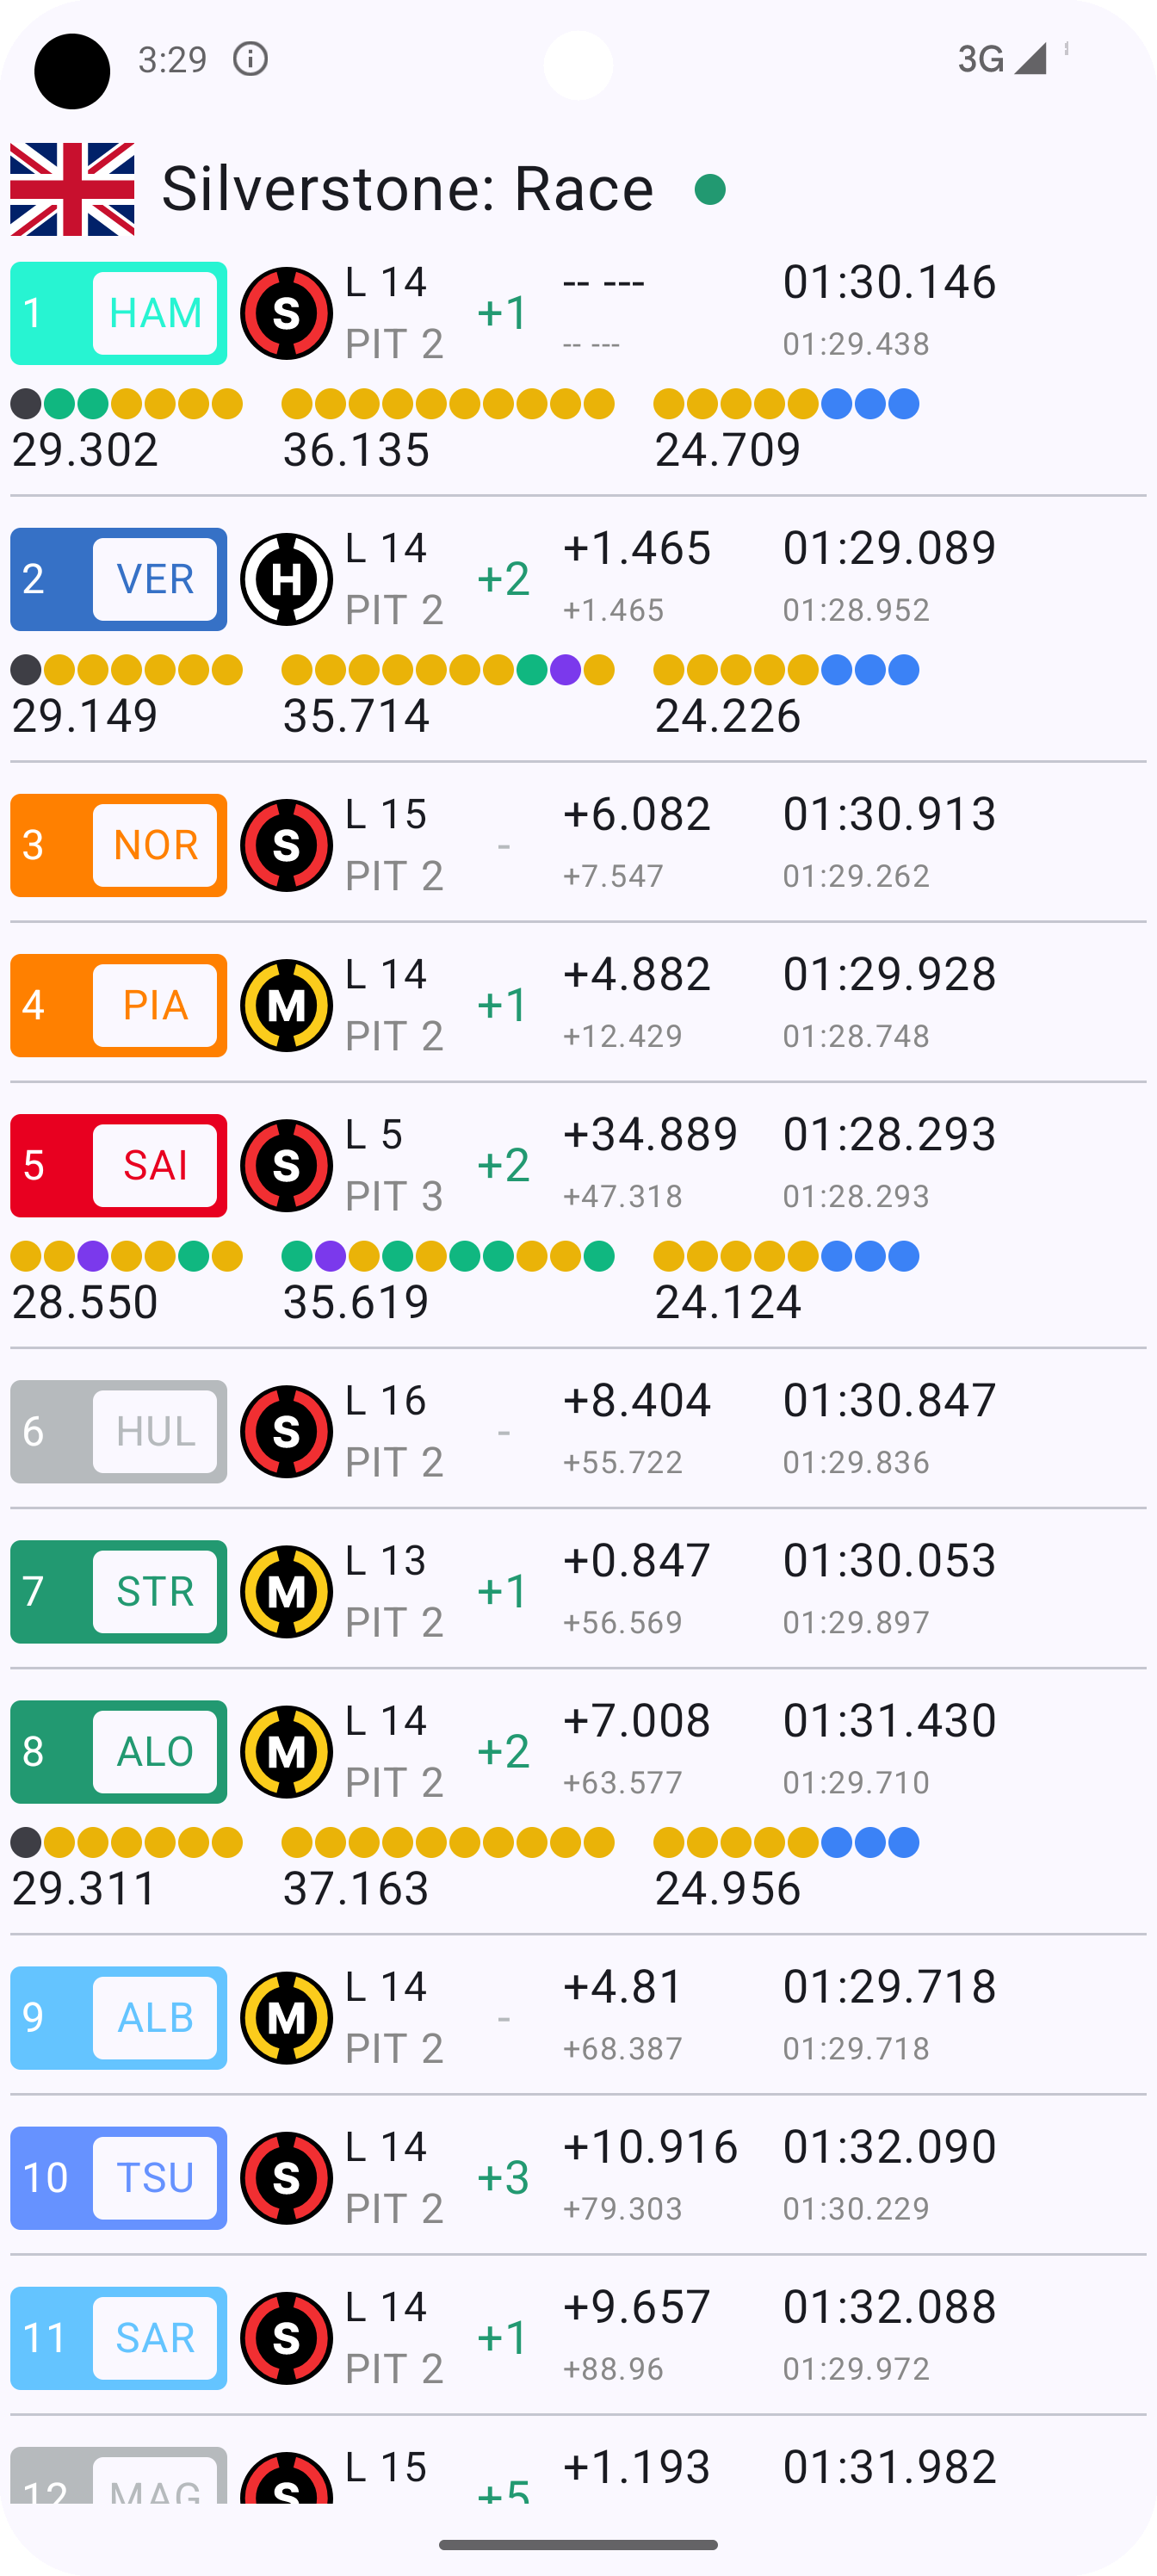 3:29 3G
Silverstone: Race
1 HAM S L 14 PIT 2 +1 -- --- -- --- 01:30.146 01:29.438
29.302 36.135 24.709
2 VER H L 14 PIT 2 +2 +1.465 +1.465 01:29.089 01:28.952
29.149 35.714 24.226
3 NOR S L 15 PIT 2 - +6.082 +7.547 01:30.913 01:29.262
4 PIA M L 14 PIT 2 +1 +4.882 +12.429 01:29.928 01:28.748
5 SAI S L 5 PIT 3 +2 +34.889 +47.318 01:28.293 01:28.293
28.550 35.619 24.124
6 HUL S L 16 PIT 2 - +8.404 +55.722 01:30.847 01:29.836
7 STR M L 13 PIT 2 +1 +0.847 +56.569 01:30.053 01:29.897
8 ALO M L 14 PIT 2 +2 +7.008 +63.577 01:31.430 01:29.710
29.311 37.163 24.956
9 ALB M L 14 PIT 2 - +4.81 +68.387 01:29.718 01:29.718
10 TSU S L 14 PIT 2 +3 +10.916 +79.303 01:32.090 01:30.229
11 SAR S L 14 PIT 2 +1 +9.657 +88.96 01:32.088 01:29.972
12 MAG S L 15 +5 +1.193 01:31.982